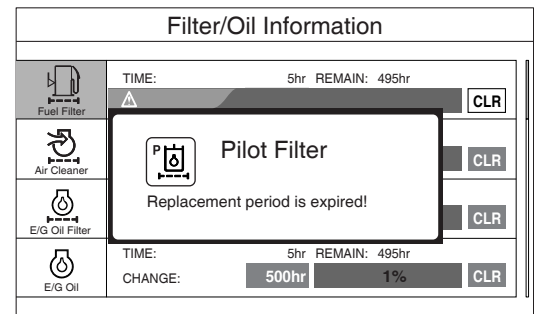 Filter/Oil Information
TIME: 5hr REMAIN: 495hr
Fuel Filter
CLR
P
Pilot Filter
Replacement period is expired!
Air Cleaner
CLR
E/G Oil Filter
CLR
TIME: 5hr REMAIN: 495hr
CHANGE: 500hr 1% CLR
E/G Oil